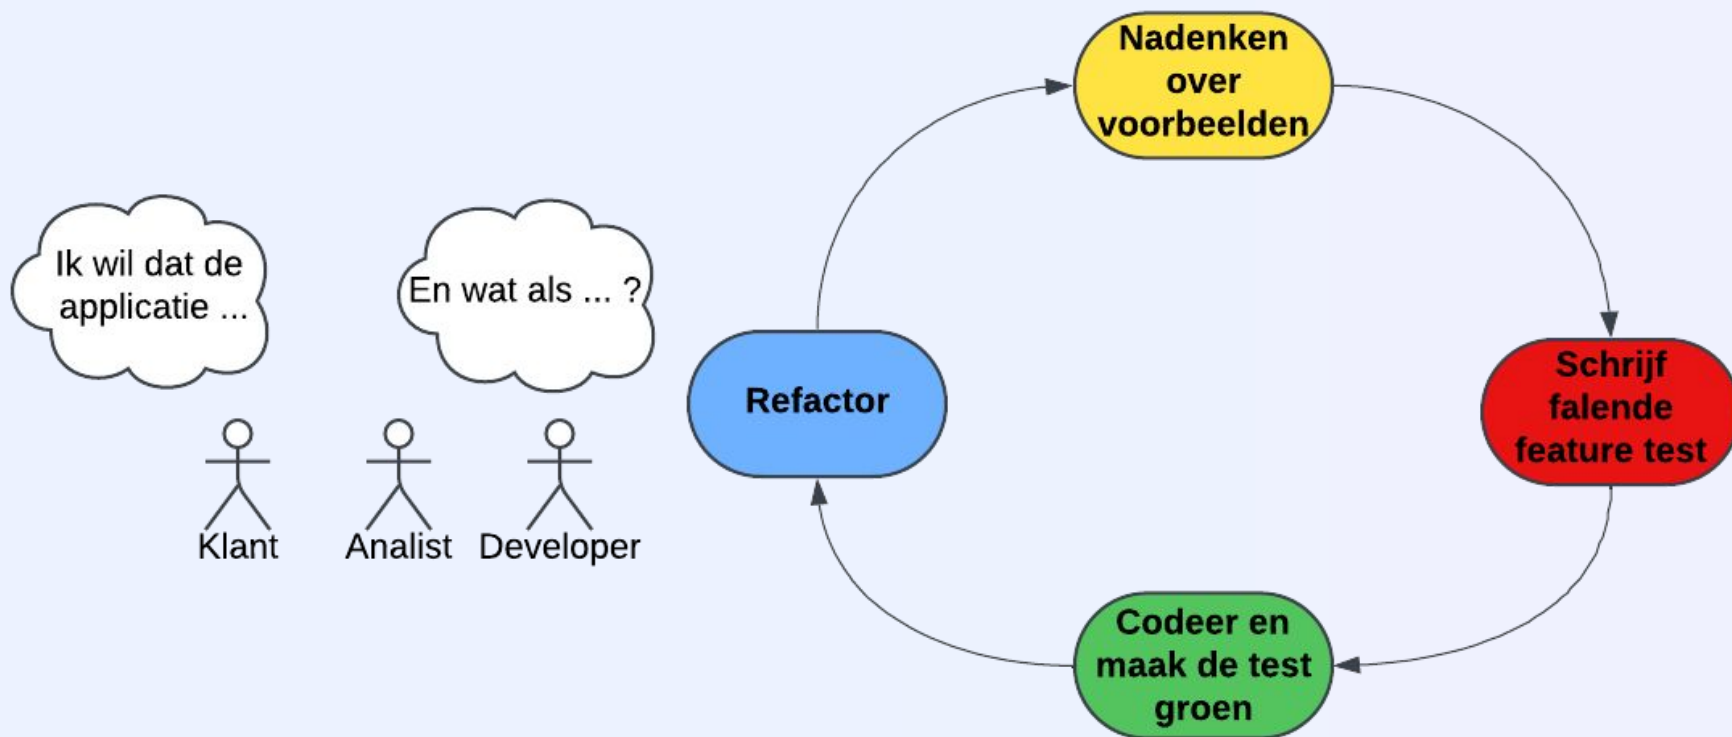 Ik wil dat de
applicatie ...
En wat als ... ?
Klant
Analist
Developer
Nadenken
over
voorbeelden
Schrijf
falende
feature test
Codeer en
maak de test
groen
Refactor